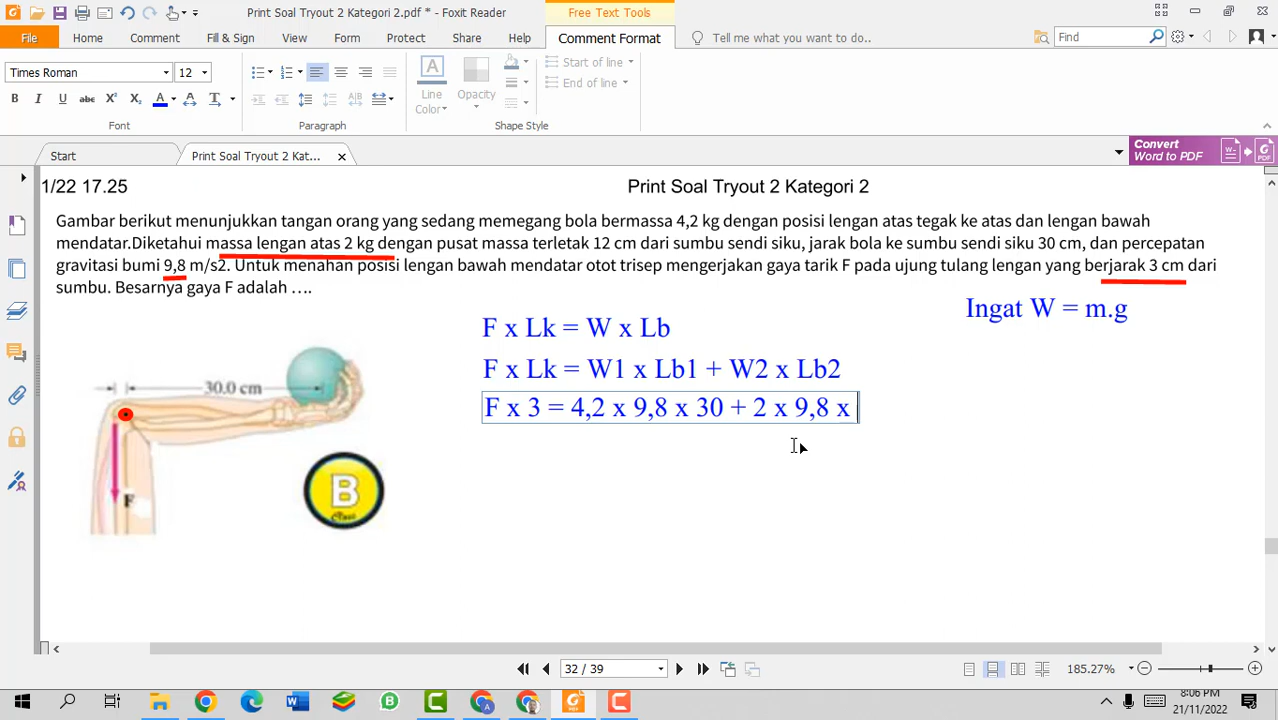 Print Soal Tryout 2 Kategori 2.pdf * - Foxit Reader
Free Text Tools
File
Home
Comment
Fill & Sign
View
Form
Protect
Share
Help
Comment Format
Tell me what you want to do..
Find
Times Roman
12
Line Color
Opacity
Start of line
End of line
Font
Paragraph
Shape Style
Start
Print Soal Tryout 2 Kat...
Convert
Word to PDF
1/22 17.25
Print Soal Tryout 2 Kategori 2
Gambar berikut menunjukkan tangan orang yang sedang memegang bola bermassa 4,2 kg dengan posisi lengan atas tegak ke atas dan lengan bawah
mendatar.Diketahui massa lengan atas 2 kg dengan pusat massa terletak 12 cm dari sumbu sendi siku, jarak bola ke sumbu sendi siku 30 cm, dan percepatan
gravitasi bumi 9,8 m/s2. Untuk menahan posisi lengan bawah mendatar otot trisep mengerjakan gaya tarik F pada ujung tulang lengan yang berjarak 3 cm dari
sumbu. Besarnya gaya F adalah ….
Ingat W = m.g
F x Lk = W x Lb
F x Lk = W1 x Lb1 + W2 x Lb2
F x 3 = 4,2 x 9,8 x 30 + 2 x 9,8 x
30.0 cm
F
B
Class
32 / 39
185.27%
8:06 PM
21/11/2022